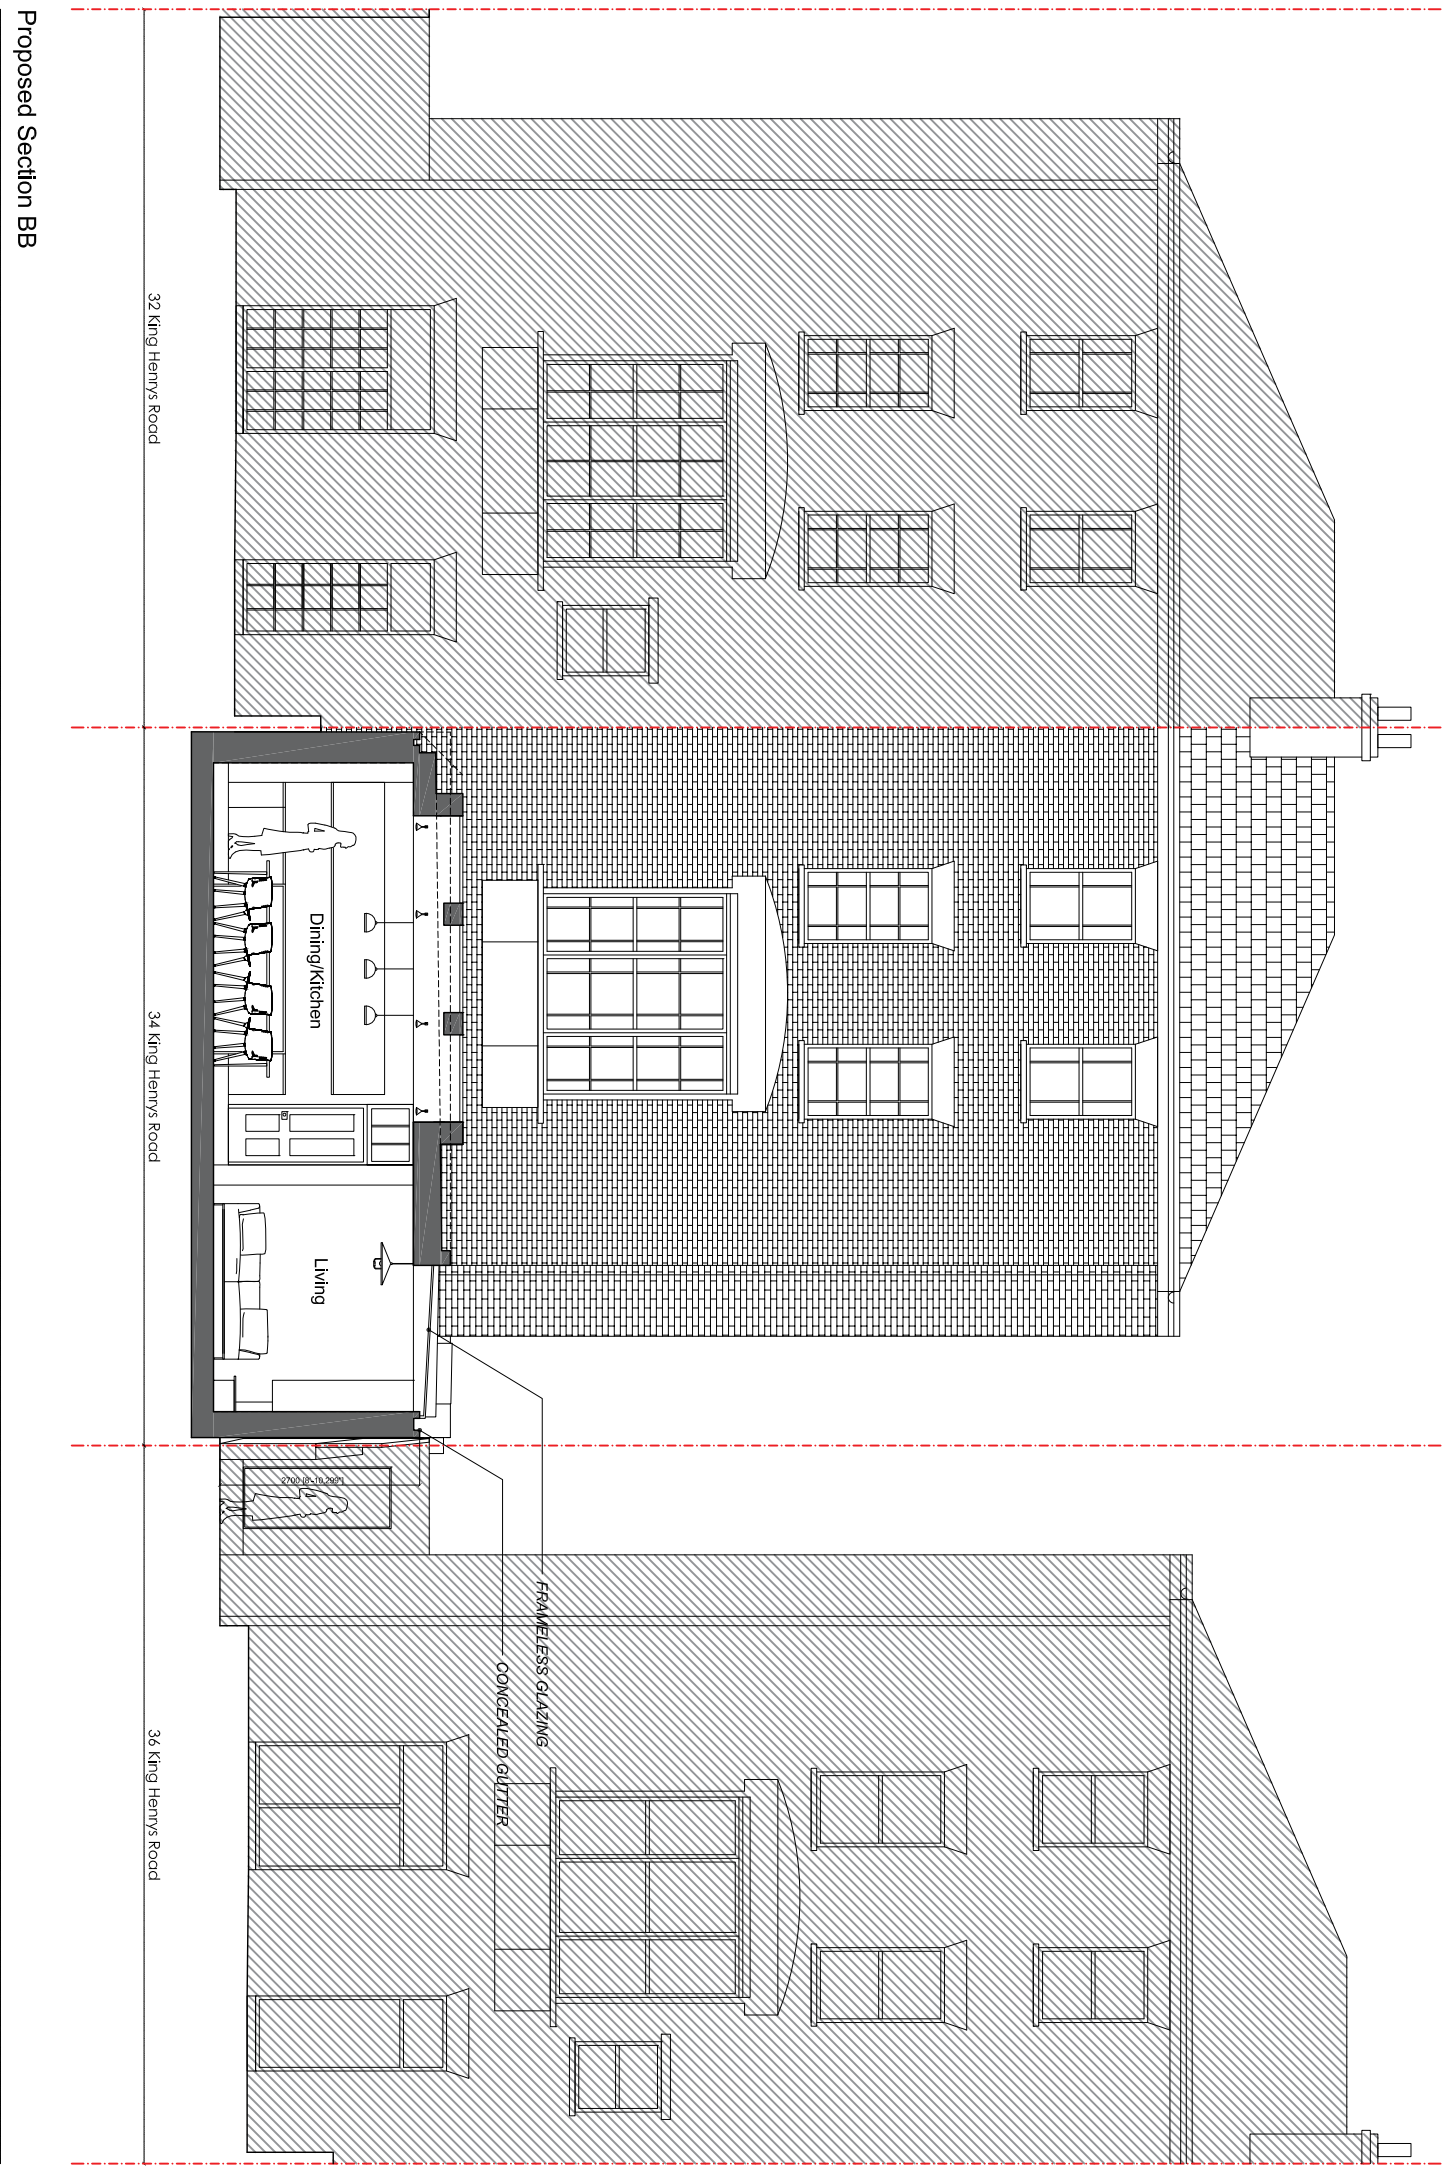 FRAMELESS GLAZING
CONCEALED GUTTER
Dining/Kitchen
Living
2700 [8'-10.299"]
32 King Henrys Road
34 King Henrys Road
36 King Henrys Road
Proposed Section BB